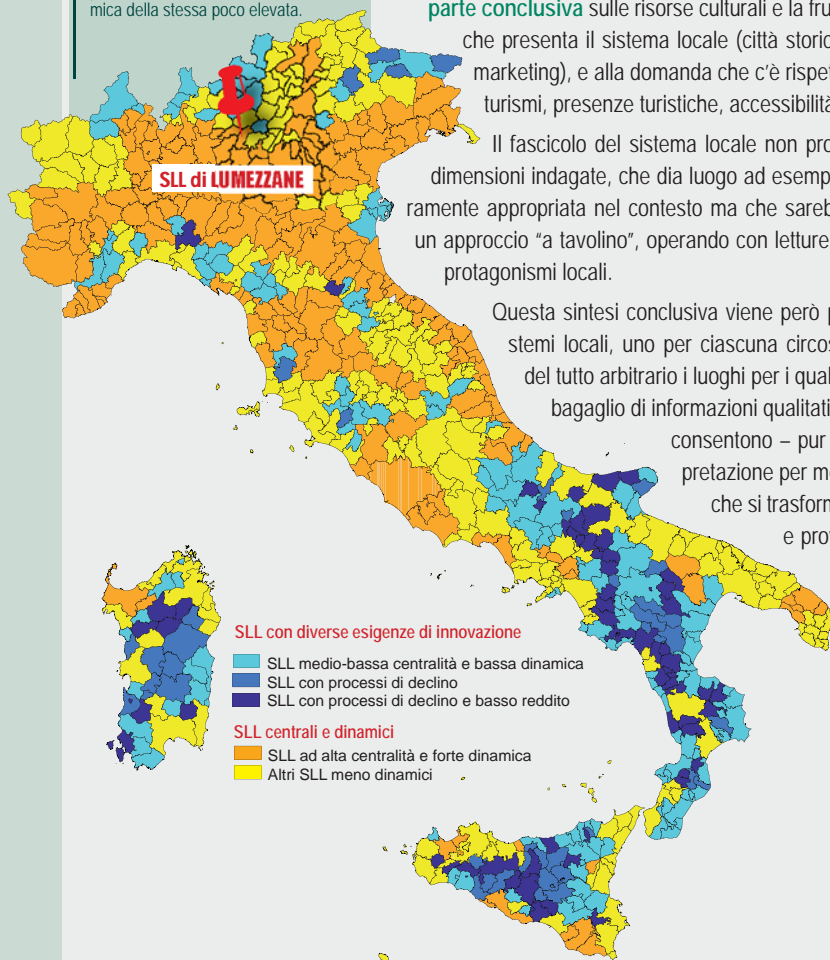 mica della stessa poco elevata.
parte conclusiva sulle risorse culturali e la fru
che presenta il sistema locale (città storic
marketing), e alla domanda che c'è rispet
turismi, presenze turistiche, accessibilità
Il fascicolo del sistema locale non pro
dimensioni indagate, che dia luogo ad esemp
ramente appropriata nel contesto ma che sareb
un approccio “a tavolino”, operando con letture
protagonismi locali.
Questa sintesi conclusiva viene però p
stemi locali, uno per ciascuna circos
del tutto arbitrario i luoghi per i qual
bagaglio di informazioni qualitati
consentono – pur
pretazione per me
che si trasforn
e prov
SLL di LUMEZZANE
SLL con diverse esigenze di innovazione
SLL medio-bassa centralità e bassa dinamica
SLL con processi di declino
SLL con processi di declino e basso reddito
SLL centrali e dinamici
SLL ad alta centralità e forte dinamica
Altri SLL meno dinamici